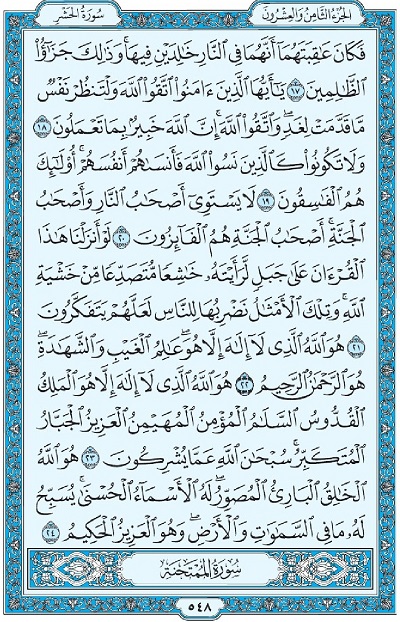 الجزء الثامن والعشرون
سورة الحشر
فَكَانَ عَٰقِبَتَهُمَآ أَنَّهُمَا فِي ٱلنَّارِ خَٰلِدَيۡنِ فِيهَاۚ وَذَٰلِكَ جَزَٰٓؤُاْ
ٱلظَّٰلِمِينَ ١٧ يَٰٓأَيُّهَا ٱلَّذِينَ ءَامَنُواْ ٱتَّقُواْ ٱللَّهَ وَلۡتَنظُرۡ نَفۡسٞ
مَّا قَدَّمَتۡ لِغَدٖۖ وَٱتَّقُواْ ٱللَّهَۚ إِنَّ ٱللَّهَ خَبِيرُۢ بِمَا تَعۡمَلُونَ ١٨
وَلَا تَكُونُواْ كَٱلَّذِينَ نَسُواْ ٱللَّهَ فَأَنسَىٰهُمۡ أَنفُسَهُمۡۚ أُوْلَٰٓئِكَ
هُمُ ٱلۡفَٰسِقُونَ ١٩ لَا يَسۡتَوِيٓ أَصۡحَٰبُ ٱلنَّارِ وَأَصۡحَٰبُ
ٱلۡجَنَّةِۚ أَصۡحَٰبُ ٱلۡجَنَّةِ هُمُ ٱلۡفَآئِزُونَ ٢٠ لَوۡ أَنزَلۡنَا هَٰذَا
ٱلۡقُرۡءَانَ عَلَىٰ جَبَلٖ لَّرَأَيۡتَهُۥ خَٰشِعٗا مُّتَصَدِّعٗا مِّنۡ خَشۡيَةِ
ٱللَّهِۚ وَتِلۡكَ ٱلۡأَمۡثَٰلُ نَضۡرِبُهَا لِلنَّاسِ لَعَلَّهُمۡ يَتَفَكَّرُونَ
٢١ هُوَ ٱللَّهُ ٱلَّذِي لَآ إِلَٰهَ إِلَّا هُوَۖ عَٰلِمُ ٱلۡغَيۡبِ وَٱلشَّهَٰدَةِۖ
هُوَ ٱلرَّحۡمَٰنُ ٱلرَّحِيمُ ٢٢ هُوَ ٱللَّهُ ٱلَّذِي لَآ إِلَٰهَ إِلَّا هُوَ ٱلۡمَلِكُ
ٱلۡقُدُّوسُ ٱلسَّلَٰمُ ٱلۡمُؤۡمِنُ ٱلۡمُهَيۡمِنُ ٱلۡعَزِيزُ ٱلۡجَبَّارُ
ٱلۡمُتَكَبِّرُۚ سُبۡحَٰنَ ٱللَّهِ عَمَّا يُشۡرِكُونَ ٢٣ هُوَ ٱللَّهُ
ٱلۡخَٰلِقُ ٱلۡبَارِئُ ٱلۡمُصَوِّرُۖ لَهُ ٱلۡأَسۡمَآءُ ٱلۡحُسۡنَىٰۚ يُسَبِّحُ
لَهُۥ مَا فِي ٱلسَّمَٰوَٰتِ وَٱلۡأَرۡضِۖ وَهُوَ ٱلۡعَزِيزُ ٱلۡحَكِيمُ ٢٤
سورة الممتحنة
٥٤٨